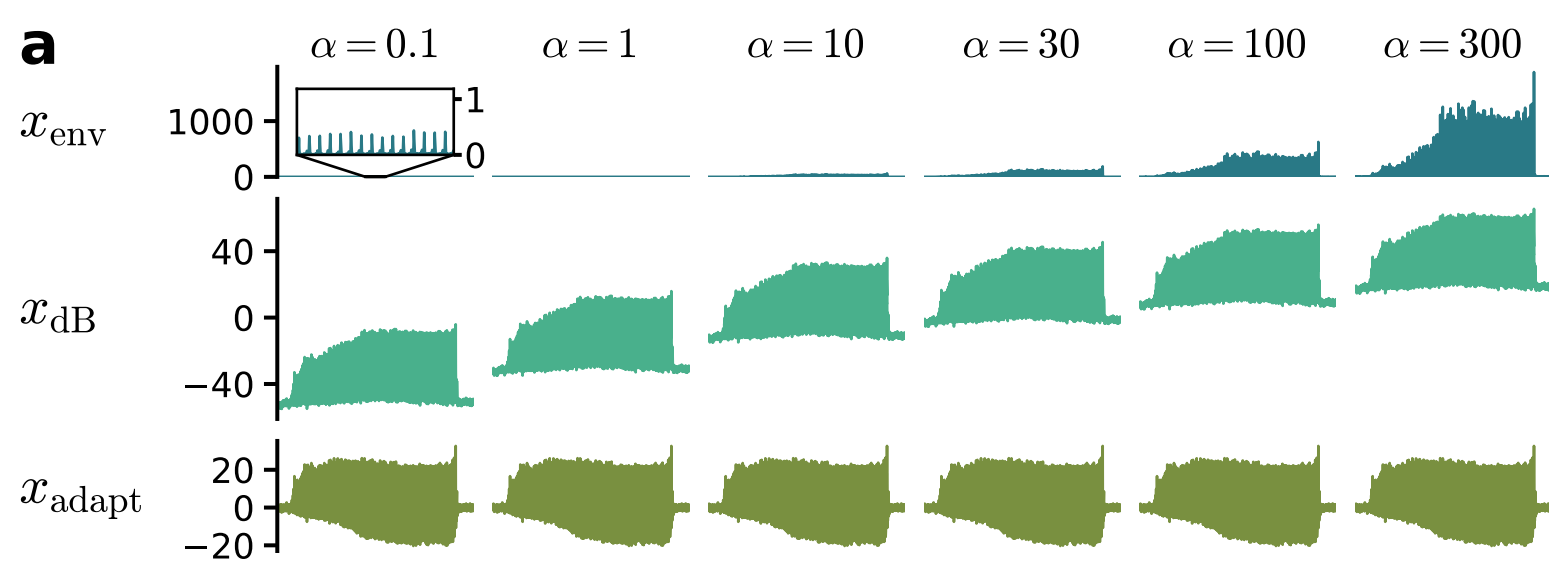 a
α = 0.1 α = 1 α = 10 α = 30 α = 100 α = 300
x_env
1000
0
1
0
x_dB
40
0
−40
x_adapt
20
0
−20